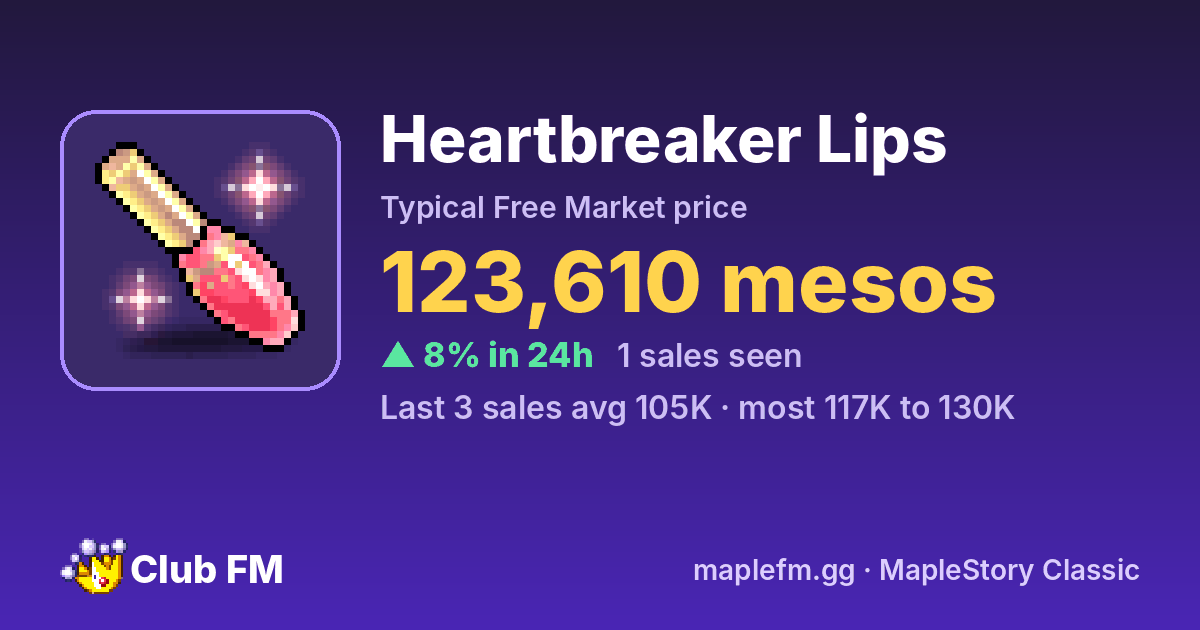 Heartbreaker Lips
Typical Free Market price
123,610 mesos
▲ 8% in 24h 1 sales seen
Last 3 sales avg 105K · most 117K to 130K
Club FM
maplefm.gg · MapleStory Classic